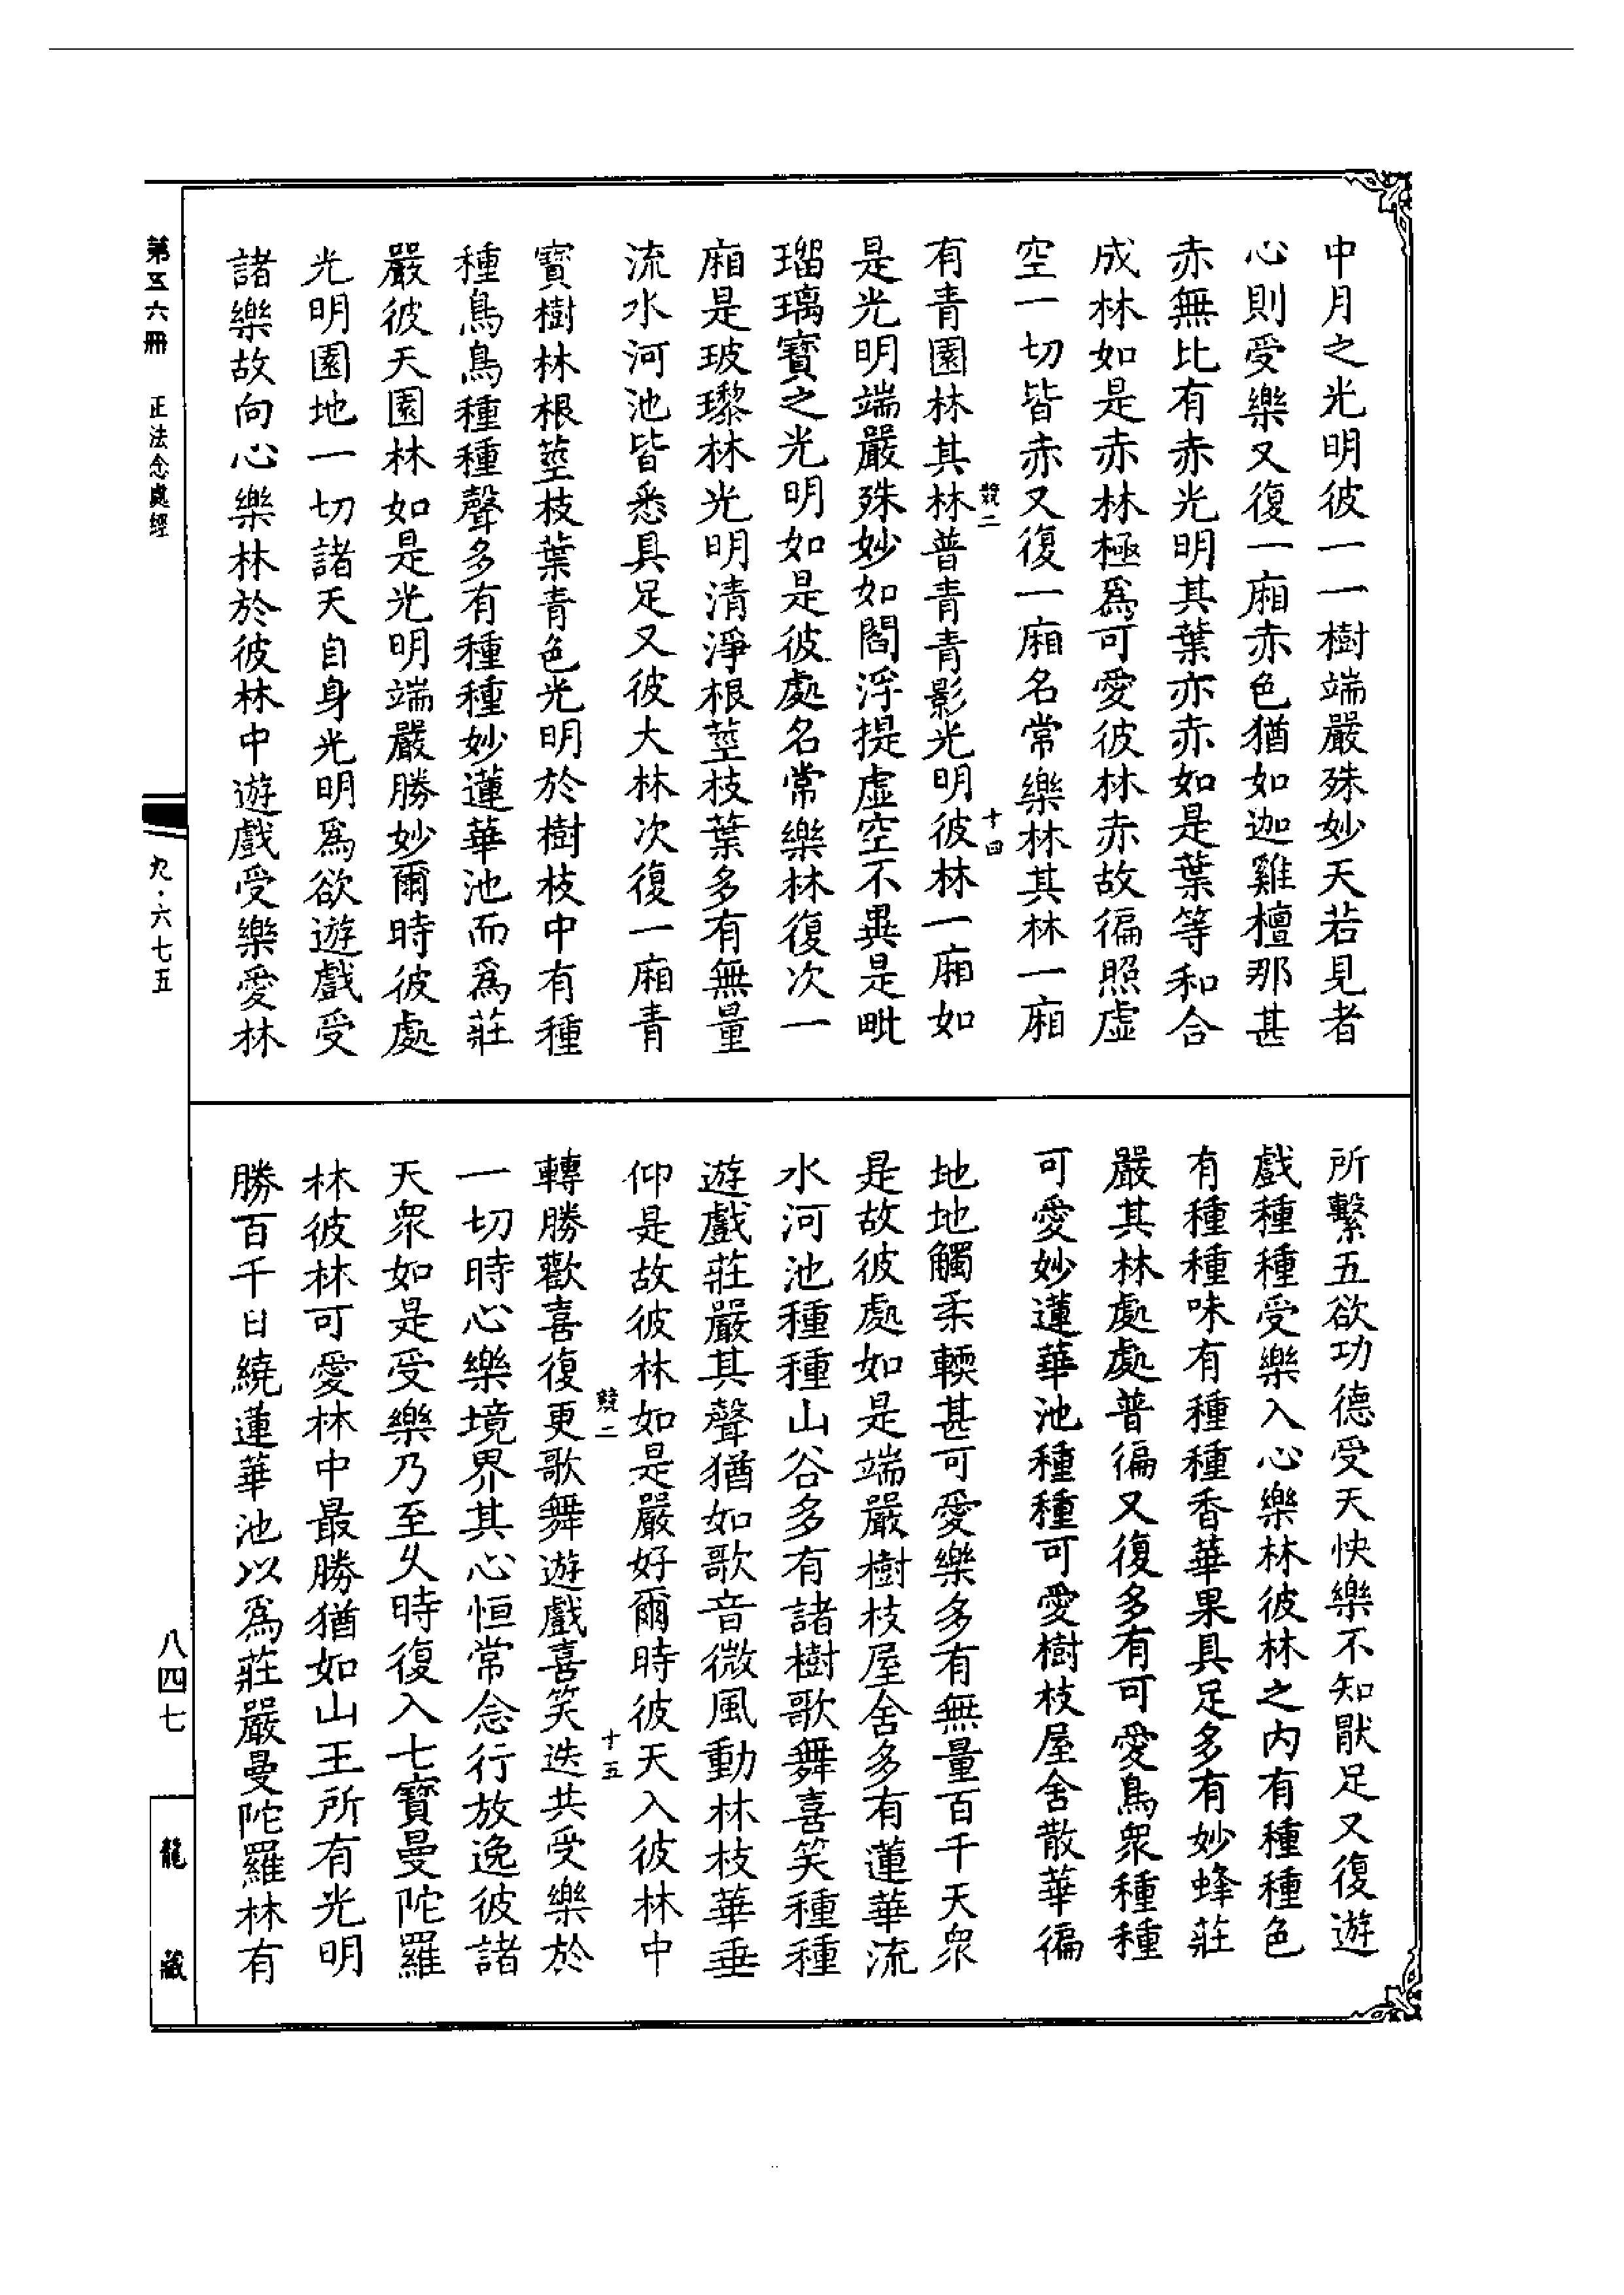 中月之光明彼一一樹端嚴殊妙天若見者
心則受樂又復一廂赤色猶如迦雞檀那甚
赤無比有赤光明其葉亦赤如是葉等和合
成林如是赤林極爲可愛彼林赤故徧照虛
空一切皆赤又復一廂名常樂林其林一廂
競二　十四
有青園林其林普青青影光明彼林一廂如
是光明端嚴殊妙如閻浮提虛空不異是毗
瑠璃寶之光明如是彼處名常樂林復次一
廂是玻瓈林光明清淨根莖枝葉多有無量
流水河池皆悉具足又彼大林次復一廂青
寶樹林根莖枝葉青色光明於樹枝中有種
種鳥鳥種種聲多有種種妙蓮華池而爲莊
嚴彼天園林如是光明端嚴勝妙爾時彼處
光明園地一切諸天自身光明爲欲遊戲受
諸樂故向心樂林於彼林中遊戲受樂愛林
所繫五欲功德受天快樂不知猒足又復遊
戲種種受樂入心樂林彼林之內有種種色
有種種味有種種香華果具足多有妙蜂莊
嚴其林處處普徧又復多有可愛鳥衆種種
可愛妙蓮華池種種可愛樹枝屋舍散華徧
地地觸柔輭甚可愛樂多有無量百千天衆
是故彼處如是端嚴樹枝屋舍多有蓮華流
水河池種種山谷多有諸樹歌舞喜笑種種
遊戲莊嚴其聲猶如歌音微風動林枝華垂
仰是故彼林如是嚴好爾時彼天入彼林中
競二　十五
轉勝歡喜復更歌舞遊戲喜笑迭共受樂於
一切時心樂境界其心恒常念行放逸彼諸
天衆如是受樂乃至久時復入七寶曼陀羅
林彼林可愛林中最勝猶如山王所有光明
勝百千日繞蓮華池以爲莊嚴曼陀羅林有
第五六冊　正法念處經
九·六七五
八四七
龍藏